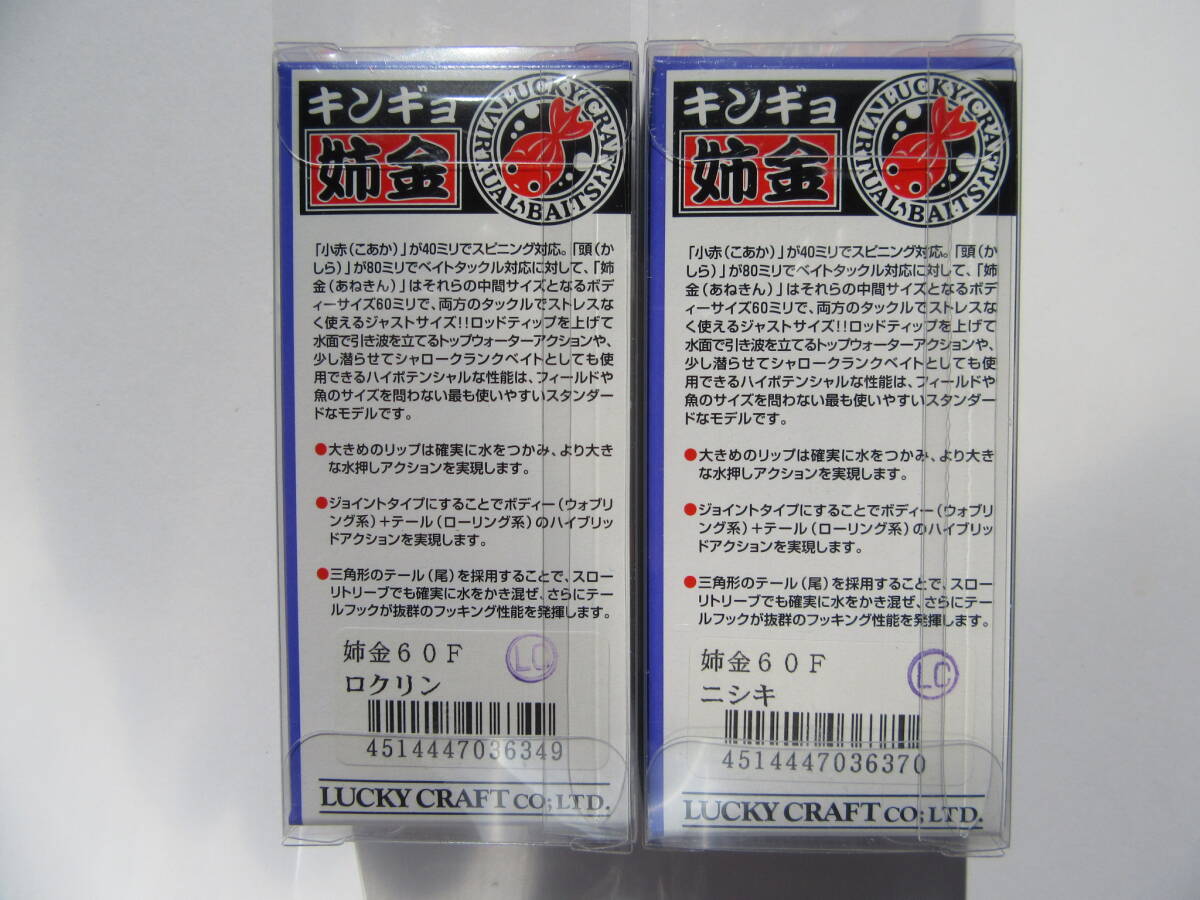 キンギョ
姉金
LUCKY CRAFT
VIRTUAL BAITS
「小赤（こあか）」が40ミリでスピニング対応。「頭（か
しら）」が80ミリでベイトタックル対応に対して、「姉
金（あねきん）」はそれらの中間サイズとなるボデ
ィーサイズ60ミリで、両方のタックルでストレスな
く使えるジャストサイズ!!ロッドティップを上げて
水面で引き波を立てるトップウォーターアクションや、
少し潜らせてシャロークランクベイトとしても使
用できるハイポテンシャルな性能は、フィールドや
魚のサイズを問わない最も使いやすいスタンダー
ドなモデルです。
●大きめのリップは確実に水をつかみ、より大き
な水押しアクションを実現します。
●ジョイントタイプにすることでボディー（ウォブリ
ング系）＋テール（ローリング系）のハイブリッ
ドアクションを実現します。
●三角形のテール（尾）を採用することで、スロー
リトリーブでも確実に水をかき混ぜ、さらにテー
ルフックが抜群のフッキング性能を発揮します。
姉金60F
LC
ロクリン
4514447036349
LUCKY CRAFT CO;LTD.
キンギョ
姉金
LUCKY CRAFT
VIRTUAL BAITS
「小赤（こあか）」が40ミリでスピニング対応。「頭（か
しら）」が80ミリでベイトタックル対応に対して、「姉
金（あねきん）」はそれらの中間サイズとなるボデ
ィーサイズ60ミリで、両方のタックルでストレスな
く使えるジャストサイズ!!ロッドティップを上げて
水面で引き波を立てるトップウォーターアクションや、
少し潜らせてシャロークランクベイトとしても使
用できるハイポテンシャルな性能は、フィールドや
魚のサイズを問わない最も使いやすいスタンダー
ドなモデルです。
●大きめのリップは確実に水をつかみ、より大き
な水押しアクションを実現します。
●ジョイントタイプにすることでボディー（ウォブリ
ング系）＋テール（ローリング系）のハイブリッ
ドアクションを実現します。
●三角形のテール（尾）を採用することで、スロー
リトリーブでも確実に水をかき混ぜ、さらにテー
ルフックが抜群のフッキング性能を発揮します。
姉金60F
LC
ニシキ
4514447036370
LUCKY CRAFT CO;LTD.